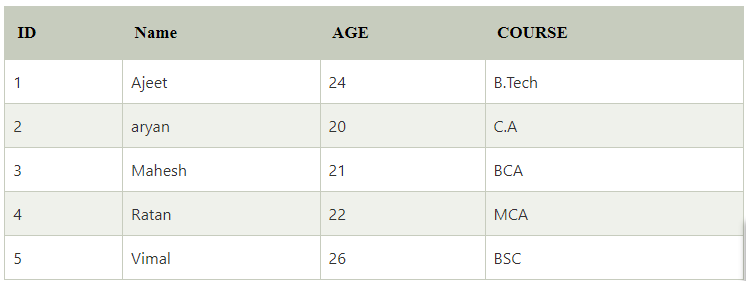 ID Name AGE COURSE
1 Ajeet 24 B.Tech
2 aryan 20 C.A
3 Mahesh 21 BCA
4 Ratan 22 MCA
5 Vimal 26 BSC